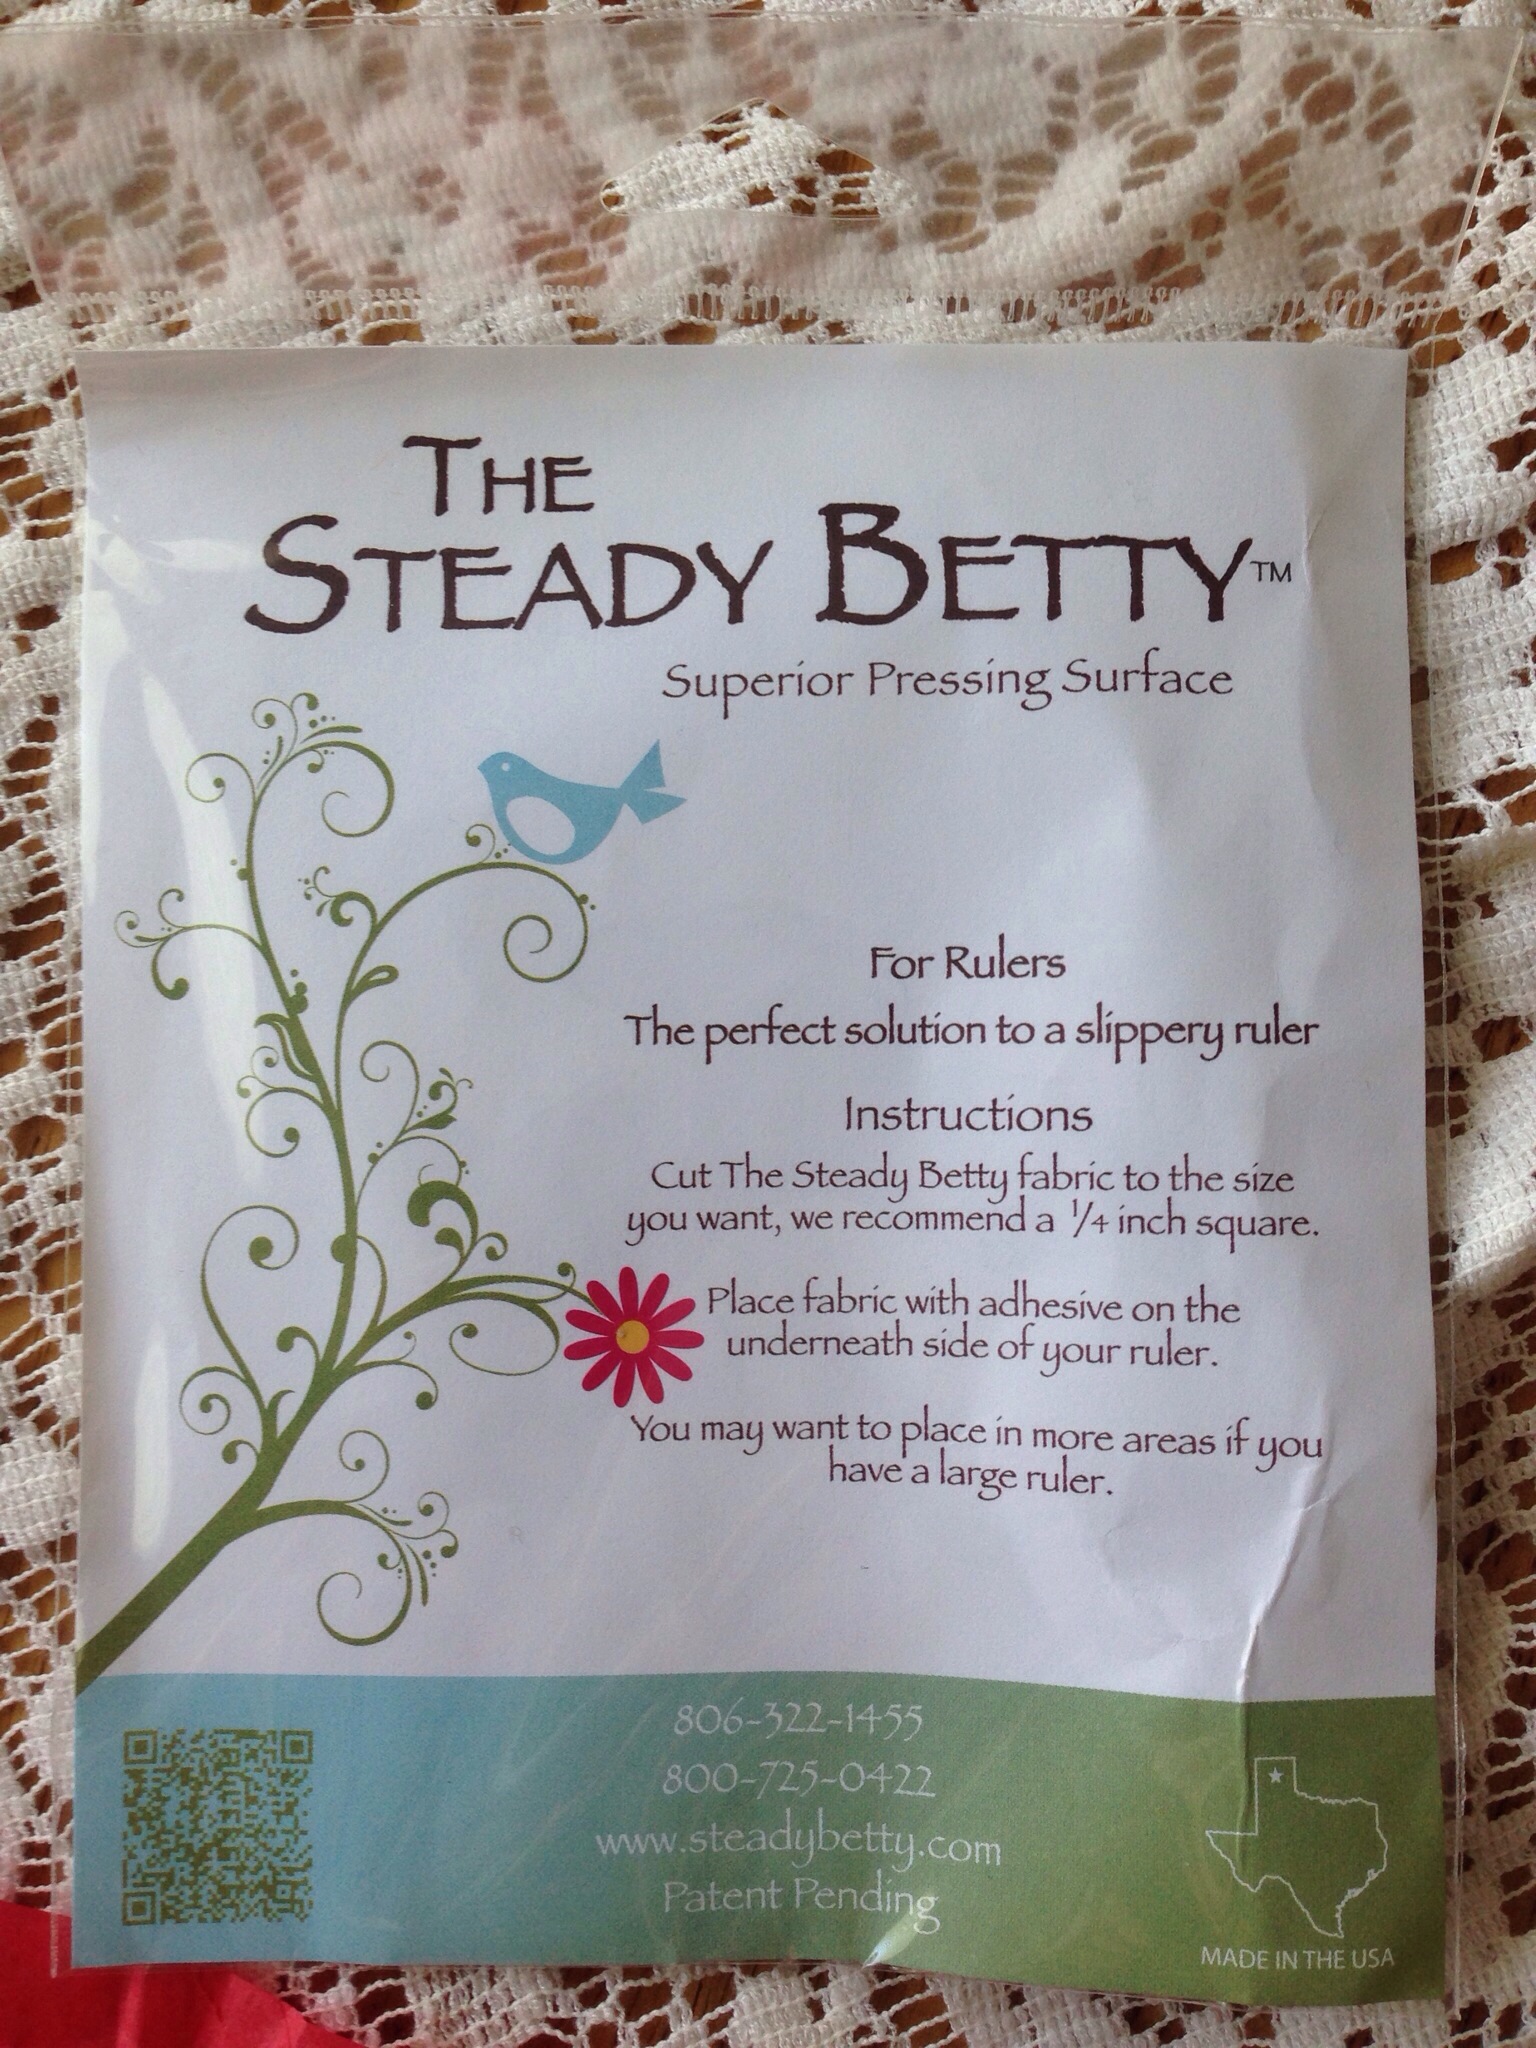 THE
STEADY BETTY™
Superior Pressing Surface
For Rulers
The perfect solution to a slippery ruler
Instructions
Cut The Steady Betty fabric to the size
you want, we recommend a 1/4 inch square.
Place fabric with adhesive on the
underneath side of your ruler.
You may want to place in more areas if you
have a large ruler.
806-322-1455
800-725-0422
www.steadybetty.com
Patent Pending
MADE IN THE USA